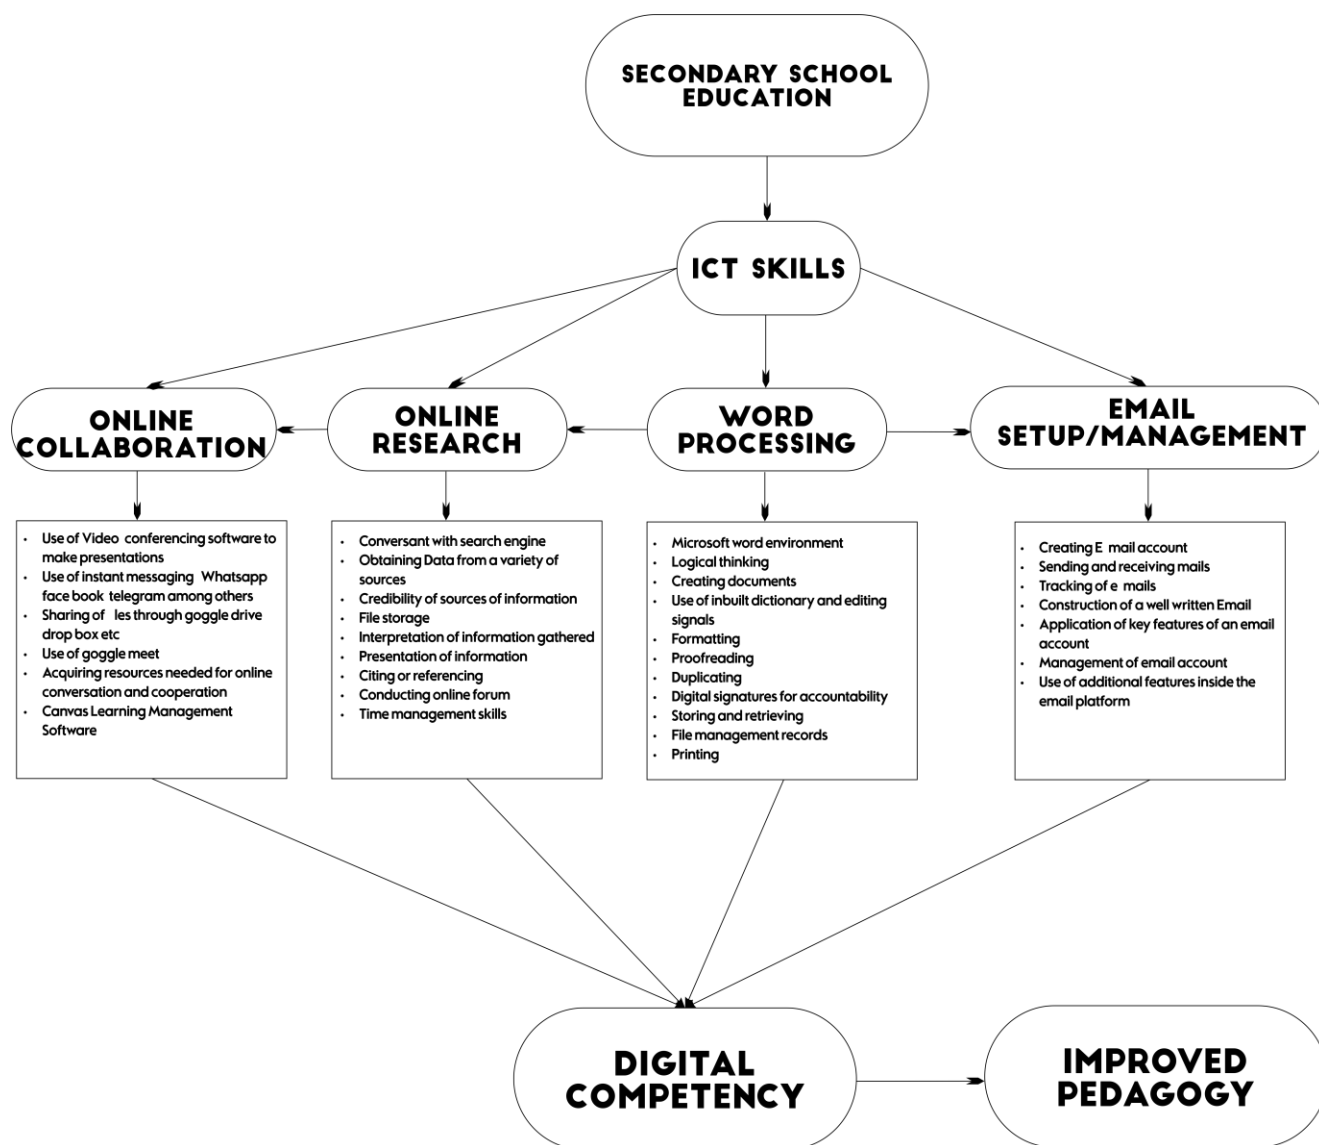 SECONDARY SCHOOL
EDUCATION
ICT SKILLS
ONLINE
COLLABORATION
ONLINE
RESEARCH
WORD
PROCESSING
EMAIL
SETUP/MANAGEMENT
• Use of Video conferencing software to
make presentations
• Use of instant messaging Whatsapp
face book telegram among others
• Sharing of les through goggle drive
drop box etc
• Use of goggle meet
• Acquiring resources needed for online
conversation and cooperation
• Canvas Learning Management
Software
• Conversant with search engine
• Obtaining Data from a variety of
sources
• Credibility of sources of information
• File storage
• Interpretation of information gathered
• Presentation of information
• Citing or referencing
• Conducting online forum
• Time management skills
• Microsoft word environment
• Logical thinking
• Creating documents
• Use of inbuilt dictionary and editing
signals
• Formatting
• Proofreading
• Duplicating
• Digital signatures for accountability
• Storing and retrieving
• File management records
• Printing
• Creating E mail account
• Sending and receiving mails
• Tracking of e mails
• Construction of a well written Email
• Application of key features of an email
account
• Management of email account
• Use of additional features inside the
email platform
DIGITAL
COMPETENCY
IMPROVED
PEDAGOGY